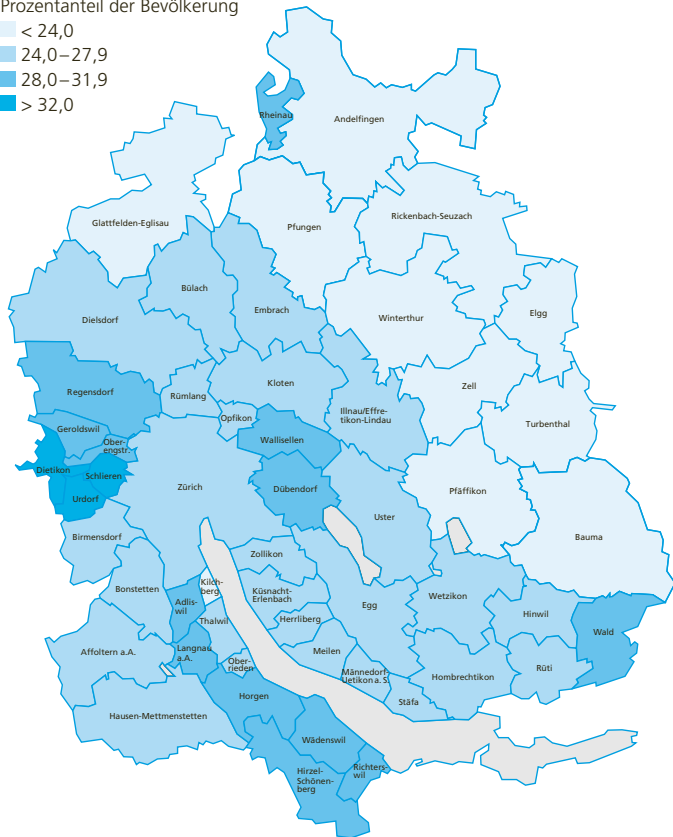 Prozentanteil der Bevölkerung
< 24,0
24,0–27,9
28,0–31,9
> 32,0
Rheinau
Andelfingen
Glattfelden-Eglisau
Pfungen
Rickenbach-Seuzach
Bülach
Embrach
Dielsdorf
Winterthur
Elgg
Regensdorf
Rümlang
Kloten
Zell
Illnau/Effre-
tikon-Lindau
Opfikon
Turbenthal
Geroldswil
Ober-
engstr.
Wallisellen
Dietikon
Schlieren
Urdorf
Zürich
Dübendorf
Pfäffikon
Uster
Birmensdorf
Bauma
Zollikon
Bonstetten
Kilch-
berg
Küsnacht-
Erlenbach
Wetzikon
Adlis-
wil
Egg
Thalwil
Herrliberg
Hinwil
Wald
Affoltern a.A.
Langnau
a.A.
Ober-
rieden
Meilen
Rüti
Männedorf-
Uetikon a. S.
Hombrechtikon
Horgen
Stäfa
Hausen-Mettmenstetten
Wädenswil
Hirzel-
Schönen-
berg
Richters-
wil